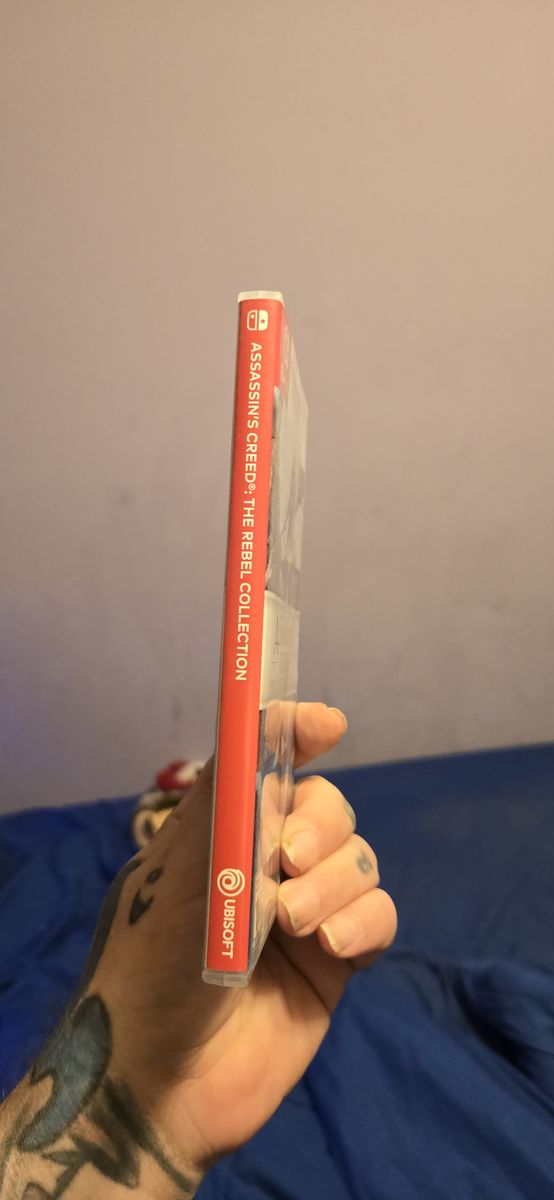 ASSASSIN'S CREED®: THE REBEL COLLECTION
UBISOFT